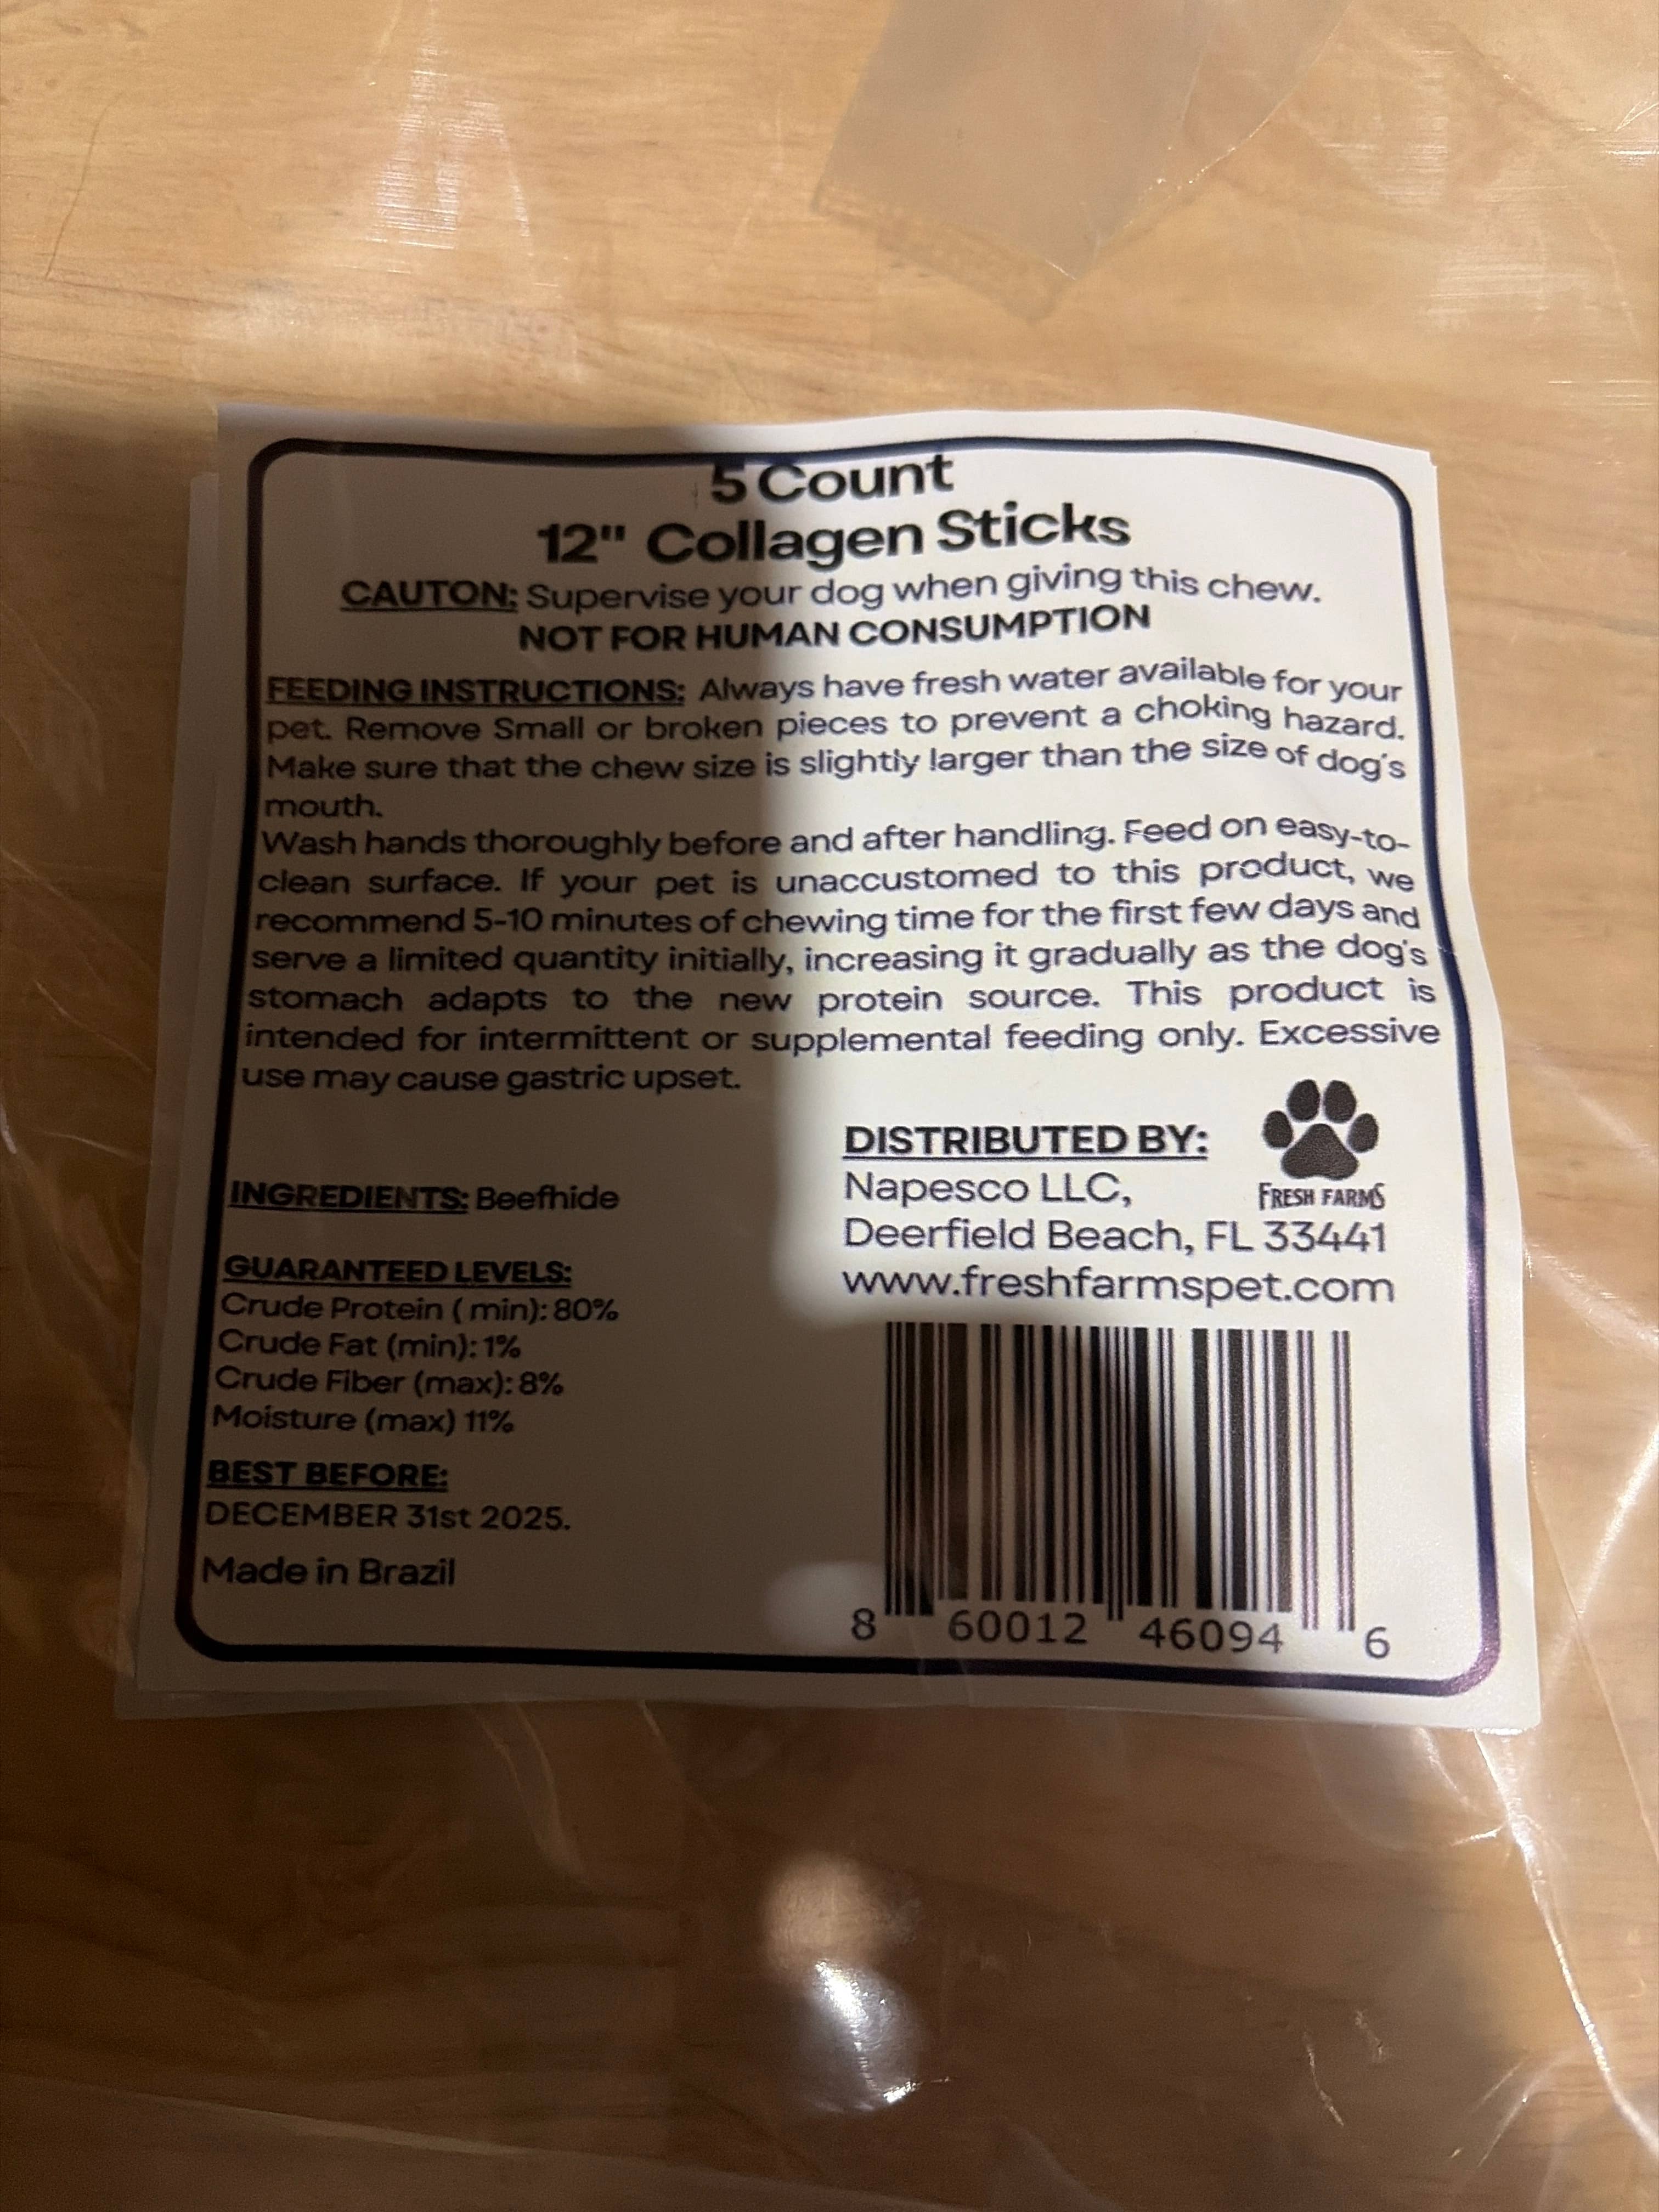 5 Count
12" Collagen Sticks
CAUTON: Supervise your dog when giving this chew.
NOT FOR HUMAN CONSUMPTION
FEEDING INSTRUCTIONS: Always have fresh water available for your
pet. Remove Small or broken pieces to prevent a choking hazard.
Make sure that the chew size is slightly larger than the size of dog's
mouth.
Wash hands thoroughly before and after handling. Feed on easy-to-
clean surface. If your pet is unaccustomed to this product, we
recommend 5-10 minutes of chewing time for the first few days and
serve a limited quantity initially, increasing it gradually as the dog's
stomach adapts to the new protein source. This product is
intended for intermittent or supplemental feeding only. Excessive
use may cause gastric upset.
INGREDIENTS: Beefhide
GUARANTEED LEVELS:
Crude Protein ( min): 80%
Crude Fat (min): 1%
Crude Fiber (max): 8%
Moisture (max) 11%
BEST BEFORE:
DECEMBER 31st 2025.
Made in Brazil
DISTRIBUTED BY:
Napesco LLC,
Deerfield Beach, FL 33441
www.freshfarmspet.com
FRESH FARMS
8 60012 46094 6